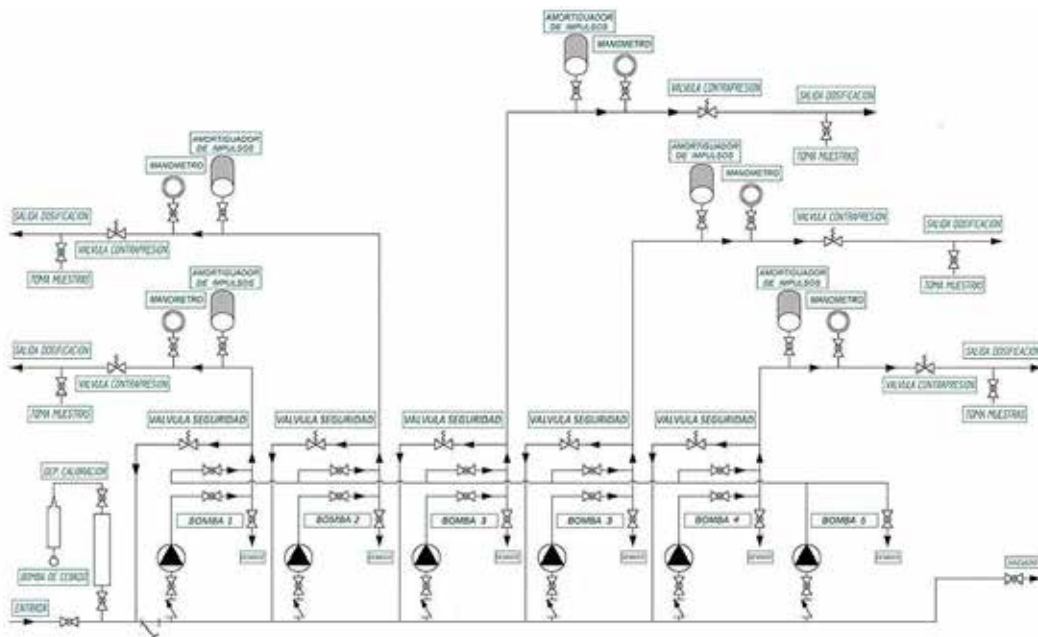 AMORTIGUADOR
DE IMPULSOS
MANOMETRO
VALVULA CONTRAPRESION
SALIDA DOSIFICACION
TOMA MUESTRAS
AMORTIGUADOR
DE IMPULSOS
MANOMETRO
VALVULA CONTRAPRESION
SALIDA DOSIFICACION
TOMA MUESTRAS
AMORTIGUADOR
DE IMPULSOS
MANOMETRO
SALIDA DOSIFICACION
VALVULA CONTRAPRESION
TOMA MUESTRAS
AMORTIGUADOR
DE IMPULSOS
MANOMETRO
SALIDA DOSIFICACION
VALVULA CONTRAPRESION
TOMA MUESTRAS
AMORTIGUADOR
DE IMPULSOS
MANOMETRO
SALIDA DOSIFICACION
VALVULA CONTRAPRESION
TOMA MUESTRAS
VALVULA SEGURIDAD
VALVULA SEGURIDAD
VALVULA SEGURIDAD
VALVULA SEGURIDAD
VALVULA SEGURIDAD
DEP. CALIBRACION
BOMBA 1
BOMBA 2
BOMBA 3
BOMBA 3
BOMBA 4
BOMBA 5
BOMBA DE CEBADO
ENTRADA